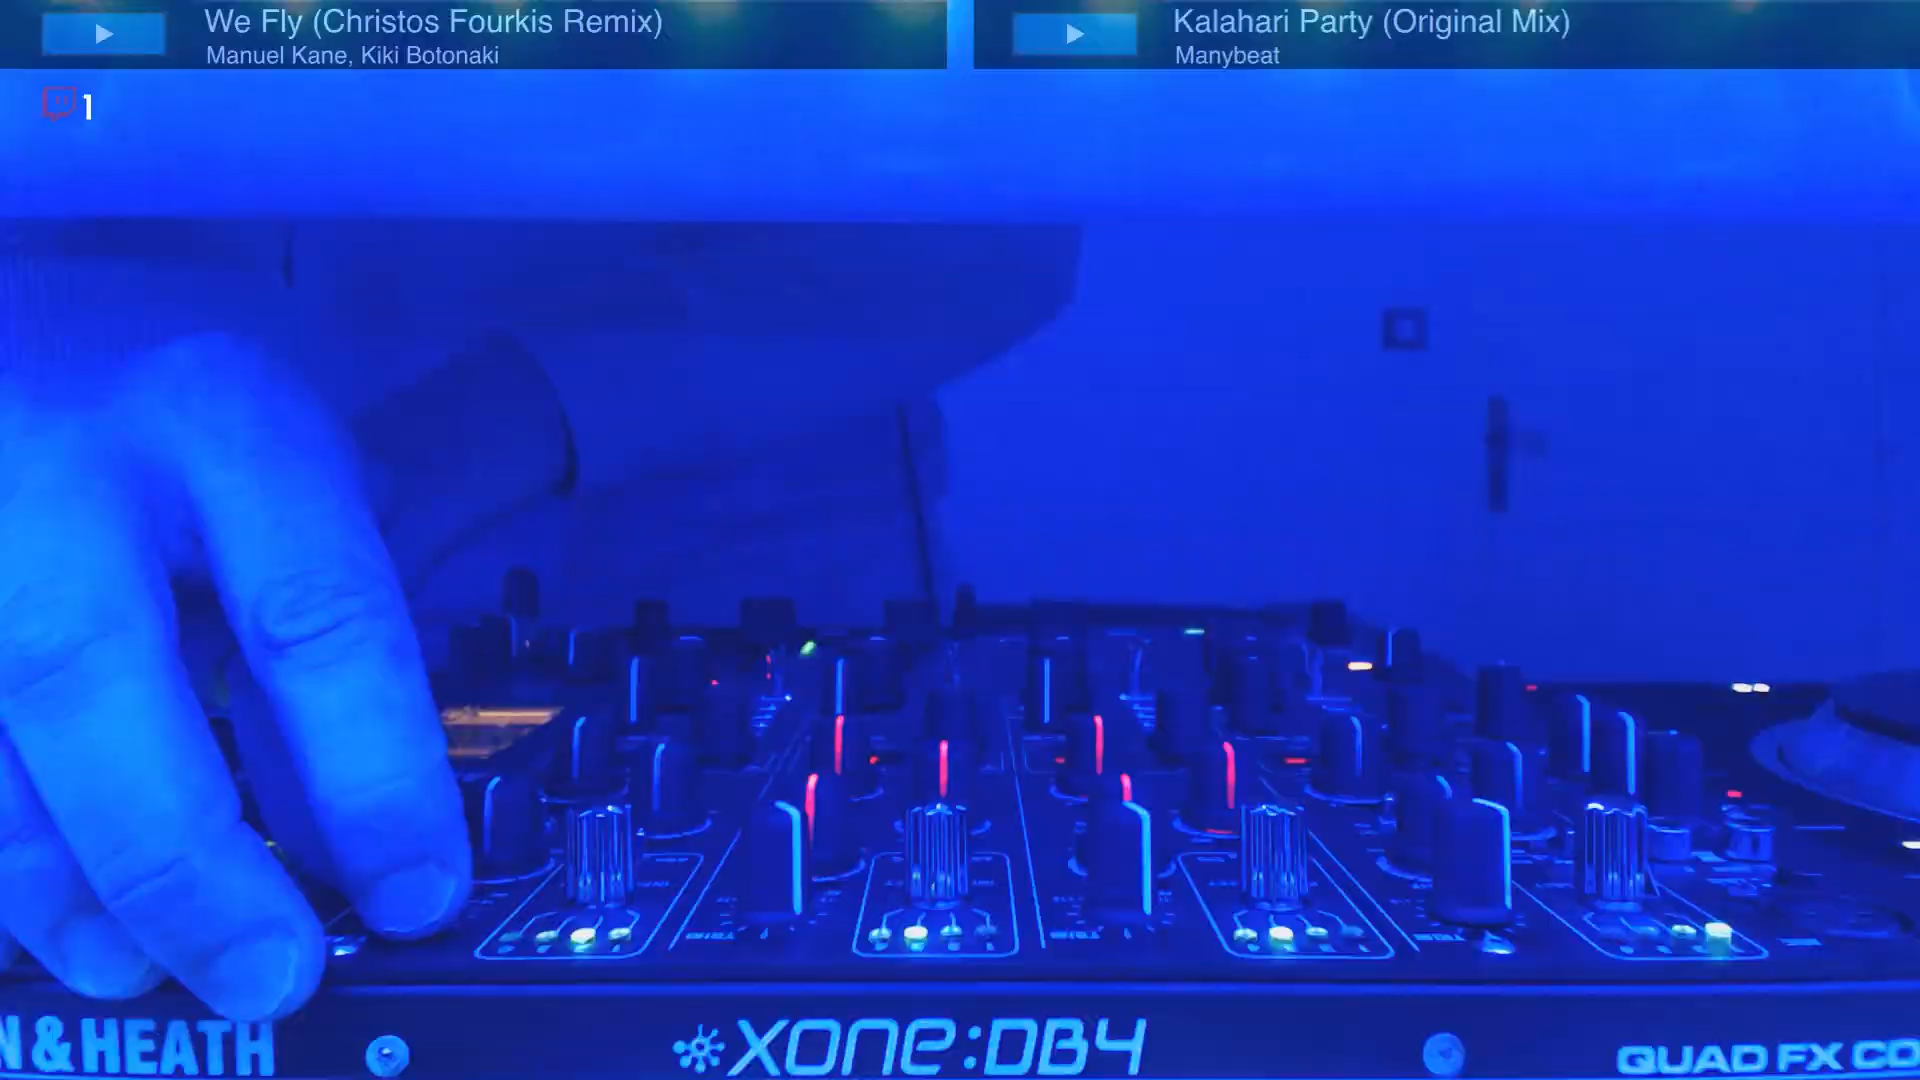 We Fly (Christos Fourkis Remix)
Manuel Kane, Kiki Botonaki
Kalahari Party (Original Mix)
Manybeat
1
N & HEATH
XONE:DB4
QUAD FX CO